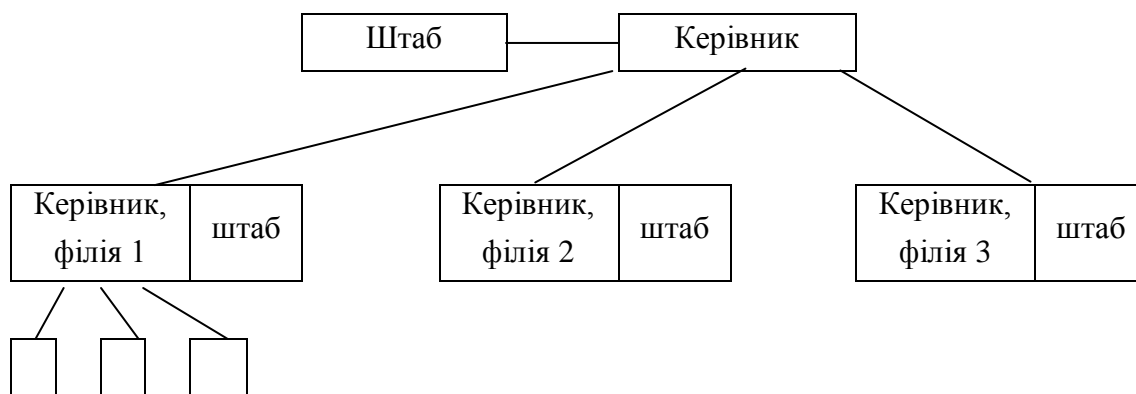 Штаб
Керівник
Керівник,
філія 1
штаб
Керівник,
філія 2
штаб
Керівник,
філія 3
штаб